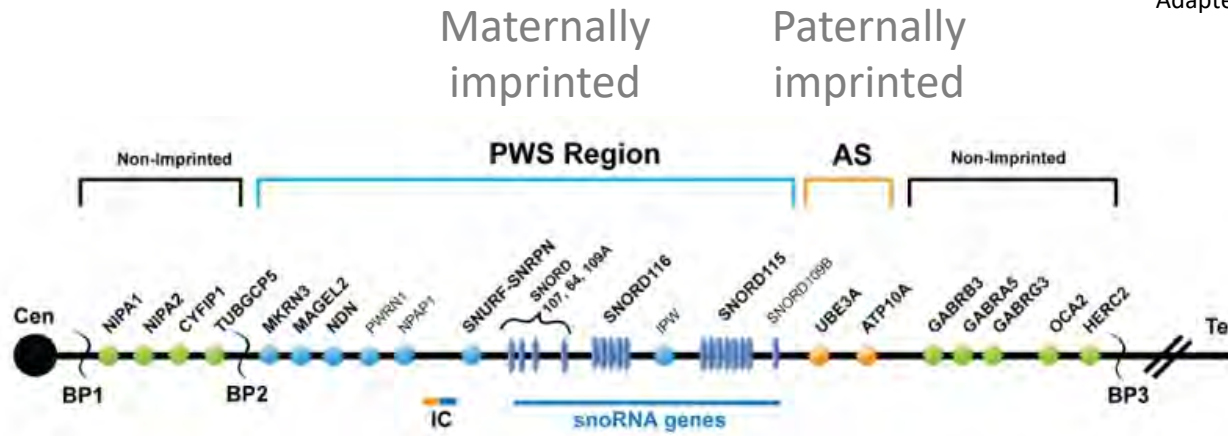 Adapte
Maternally
imprinted
Paternally
imprinted
Non-Imprinted
PWS Region
AS
Non-Imprinted
Cen
NIPA1
NIPA2
CYFIP1
TUBGCP5
MKRN3
MAGEL2
NDN
PWRN1
NPAP1
SNURF-SNRPN
SNORD
107, 64, 109A
SNORD116
IPW
SNORD115
SNORD109B
UBE3A
ATP10A
GABRB3
GABRA5
GABRG3
OCA2
HERC2
Te
BP1
BP2
IC
snoRNA genes
BP3